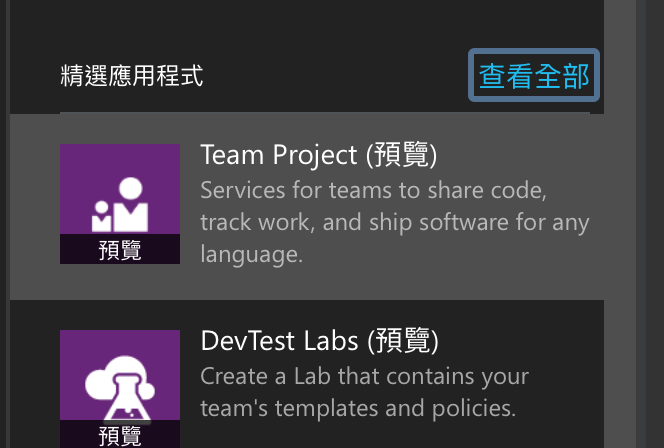 精選應用程式
查看全部
Team Project (預覽)
Services for teams to share code,
track work, and ship software for any
language.
預覽
DevTest Labs (預覽)
Create a Lab that contains your
team's templates and policies.
預覽